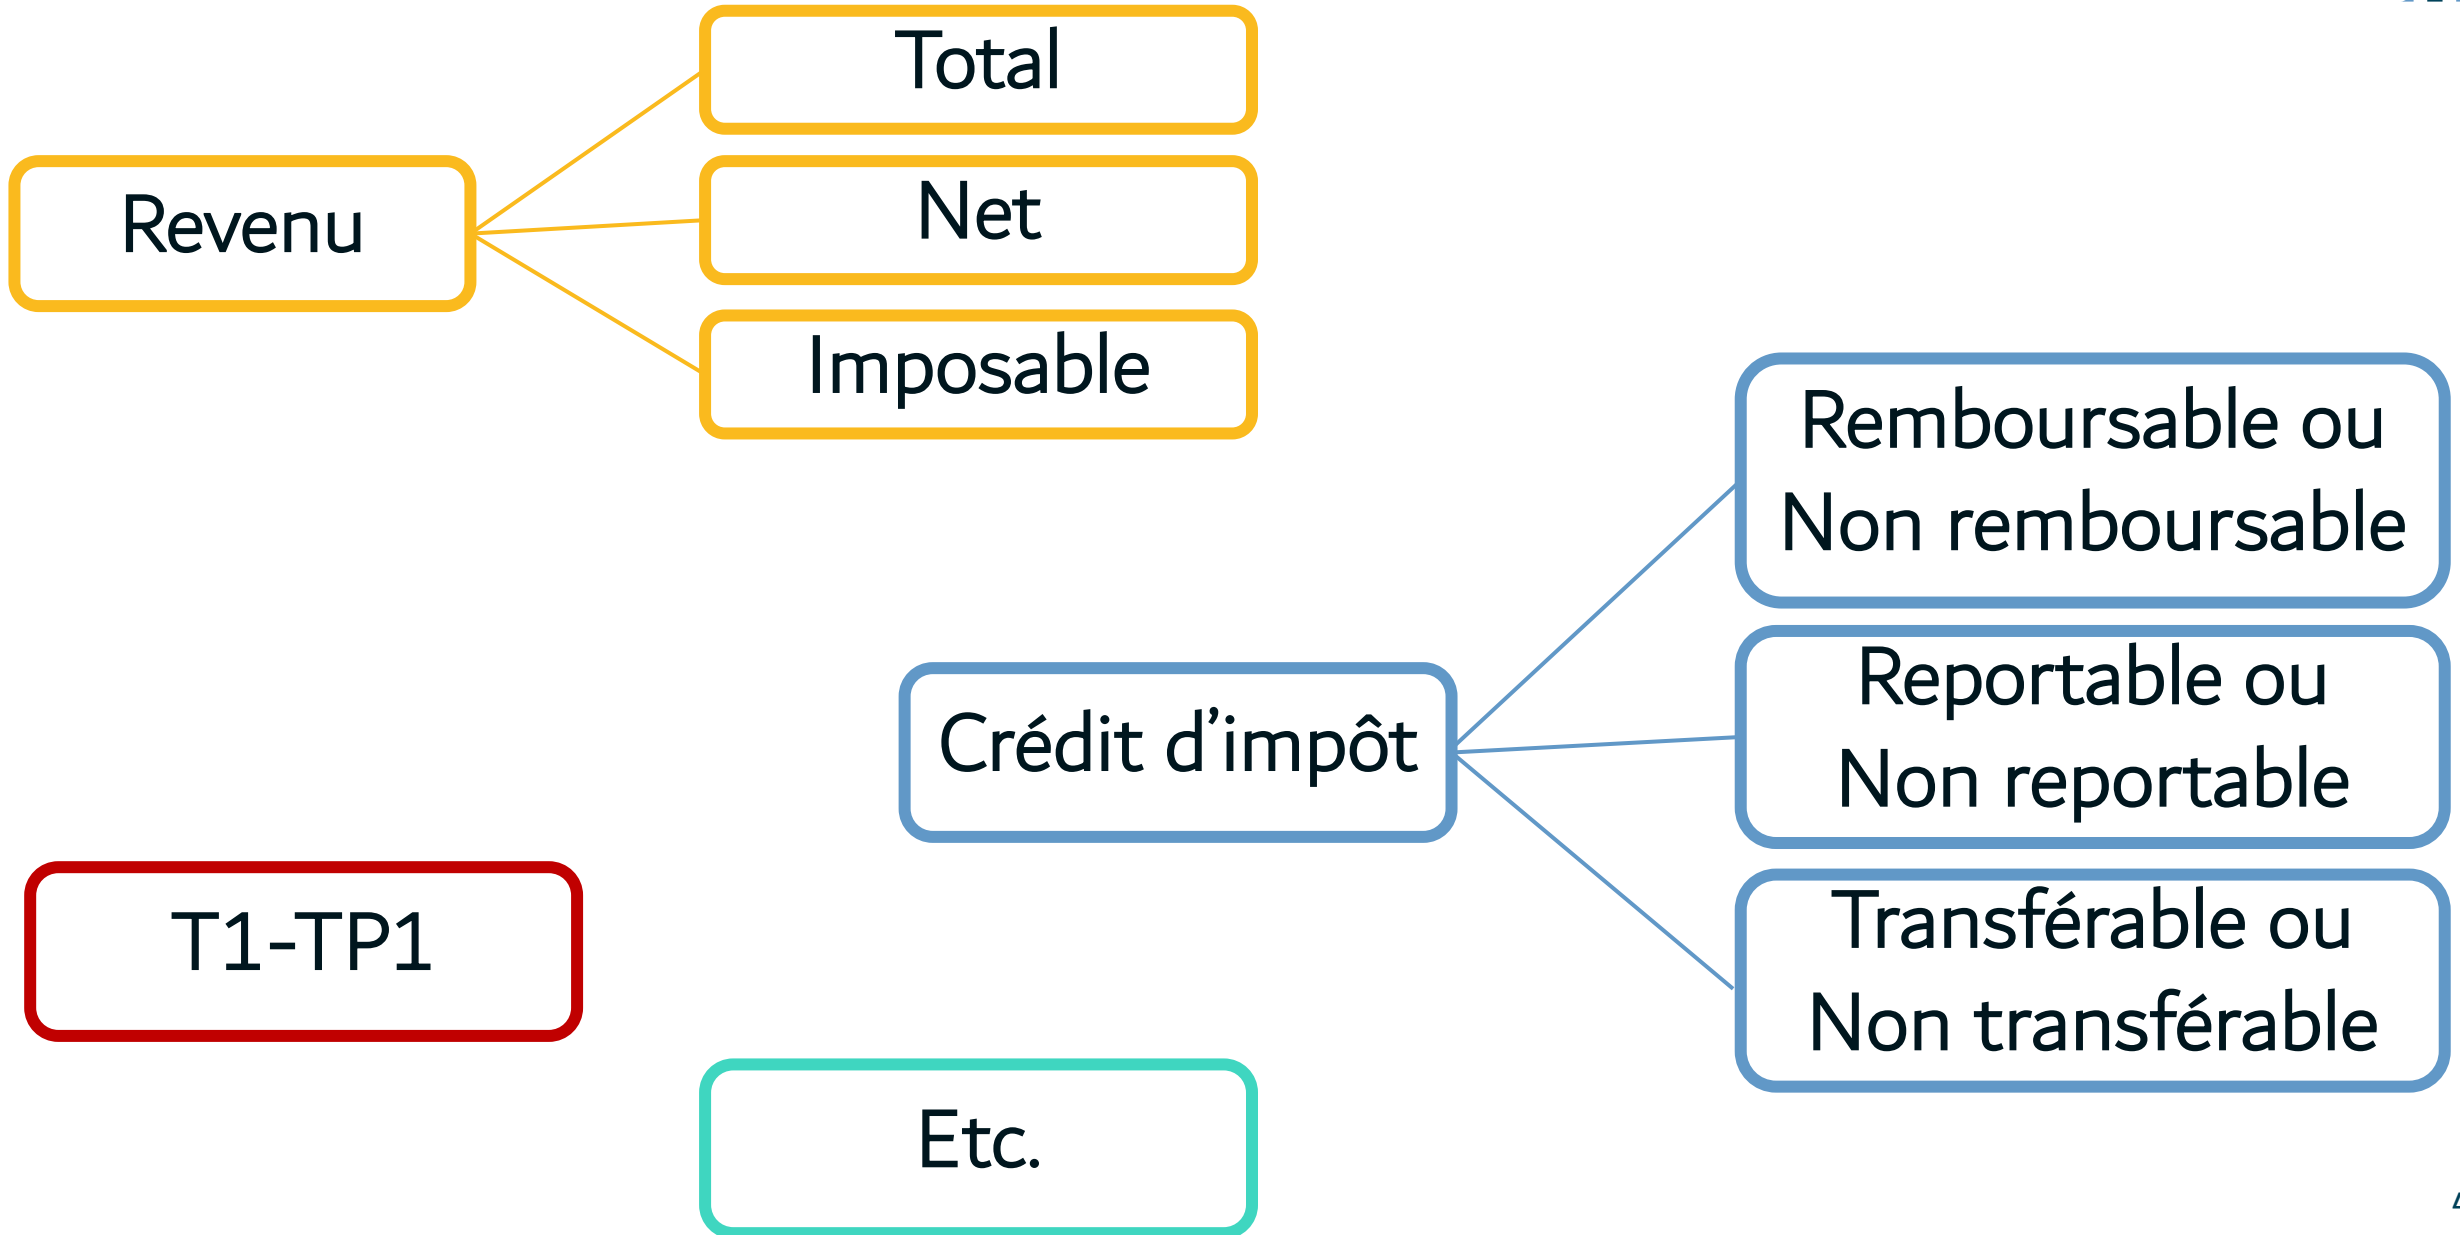 Total
Revenu
Net
Imposable
Crédit d’impôt
Remboursable ou
Non remboursable
Reportable ou
Non reportable
Transférable ou
Non transférable
T1-TP1
Etc.